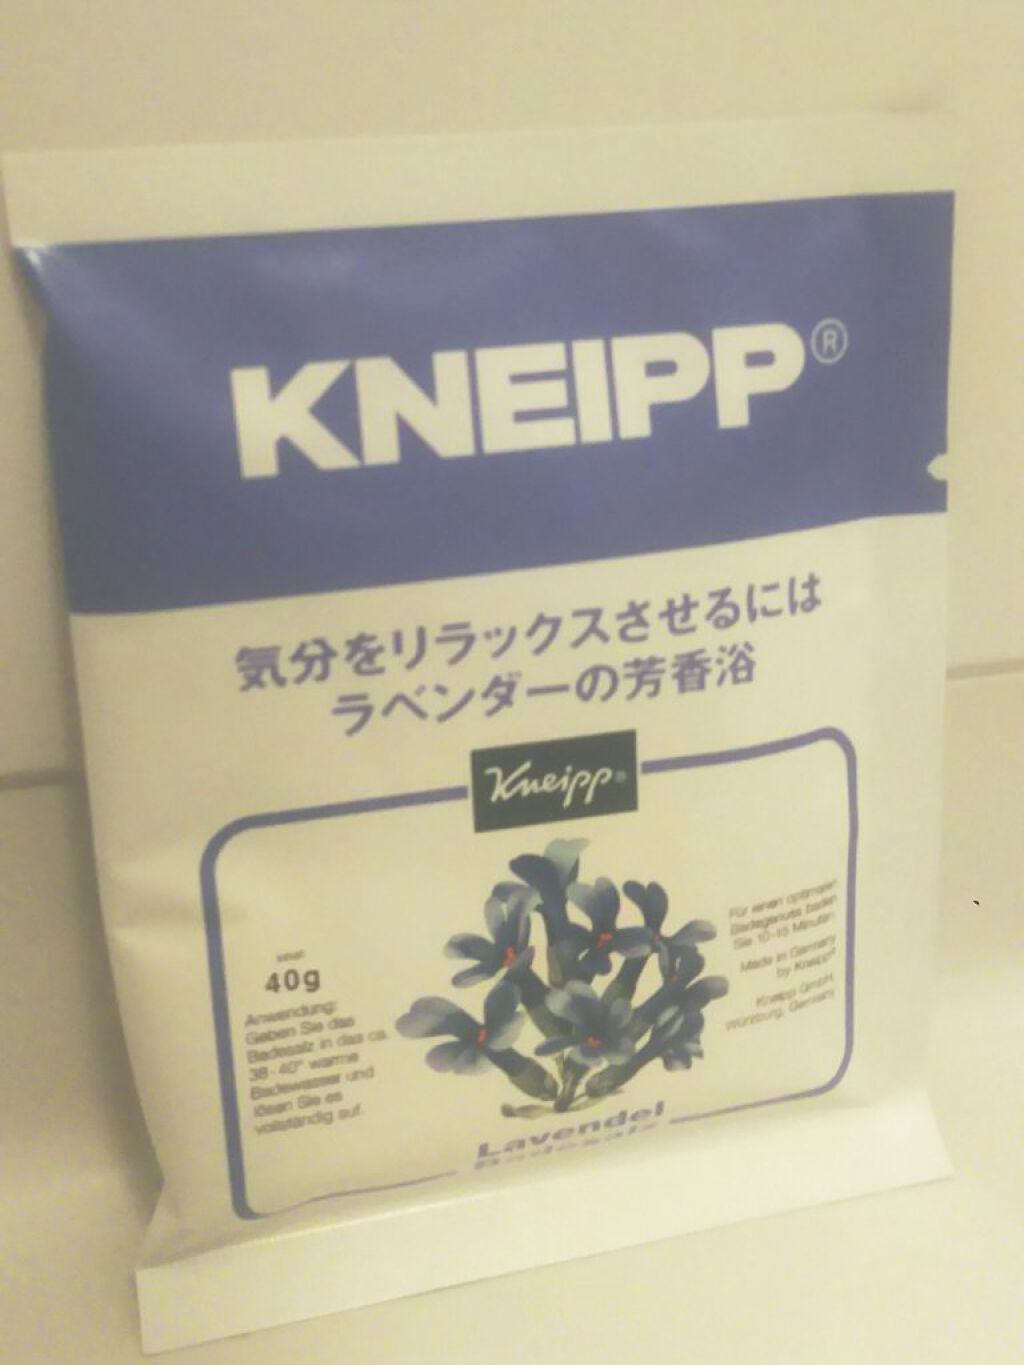 KNEIPP®
気分をリラックスさせるには
ラベンダーの芳香浴
Kneipp®
Inhalt
40g
Anwendung:
Geben Sie das
Badesalz in das ca.
38-40° warme
Badewasser und
lösen Sie es
vollständig auf.
Für einen optimalen
Badegenuss baden
Sie 10-15 Minuten
Made in Germany
by Kneipp®
Kneipp GmbH
Würzburg, Germany
Lavendel
Badesalz